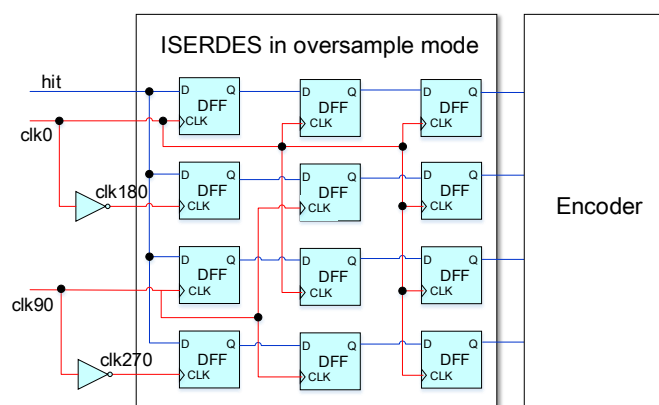 ISERDES in oversample mode
hit
D Q D Q D Q
DFF DFF DFF
CLK CLK CLK
clk0
D Q D Q D Q
DFF DFF DFF
clk180
CLK CLK CLK
Encoder
D Q D Q D Q
DFF DFF DFF
CLK CLK CLK
clk90
D Q D Q D Q
DFF DFF DFF
clk270
CLK CLK CLK